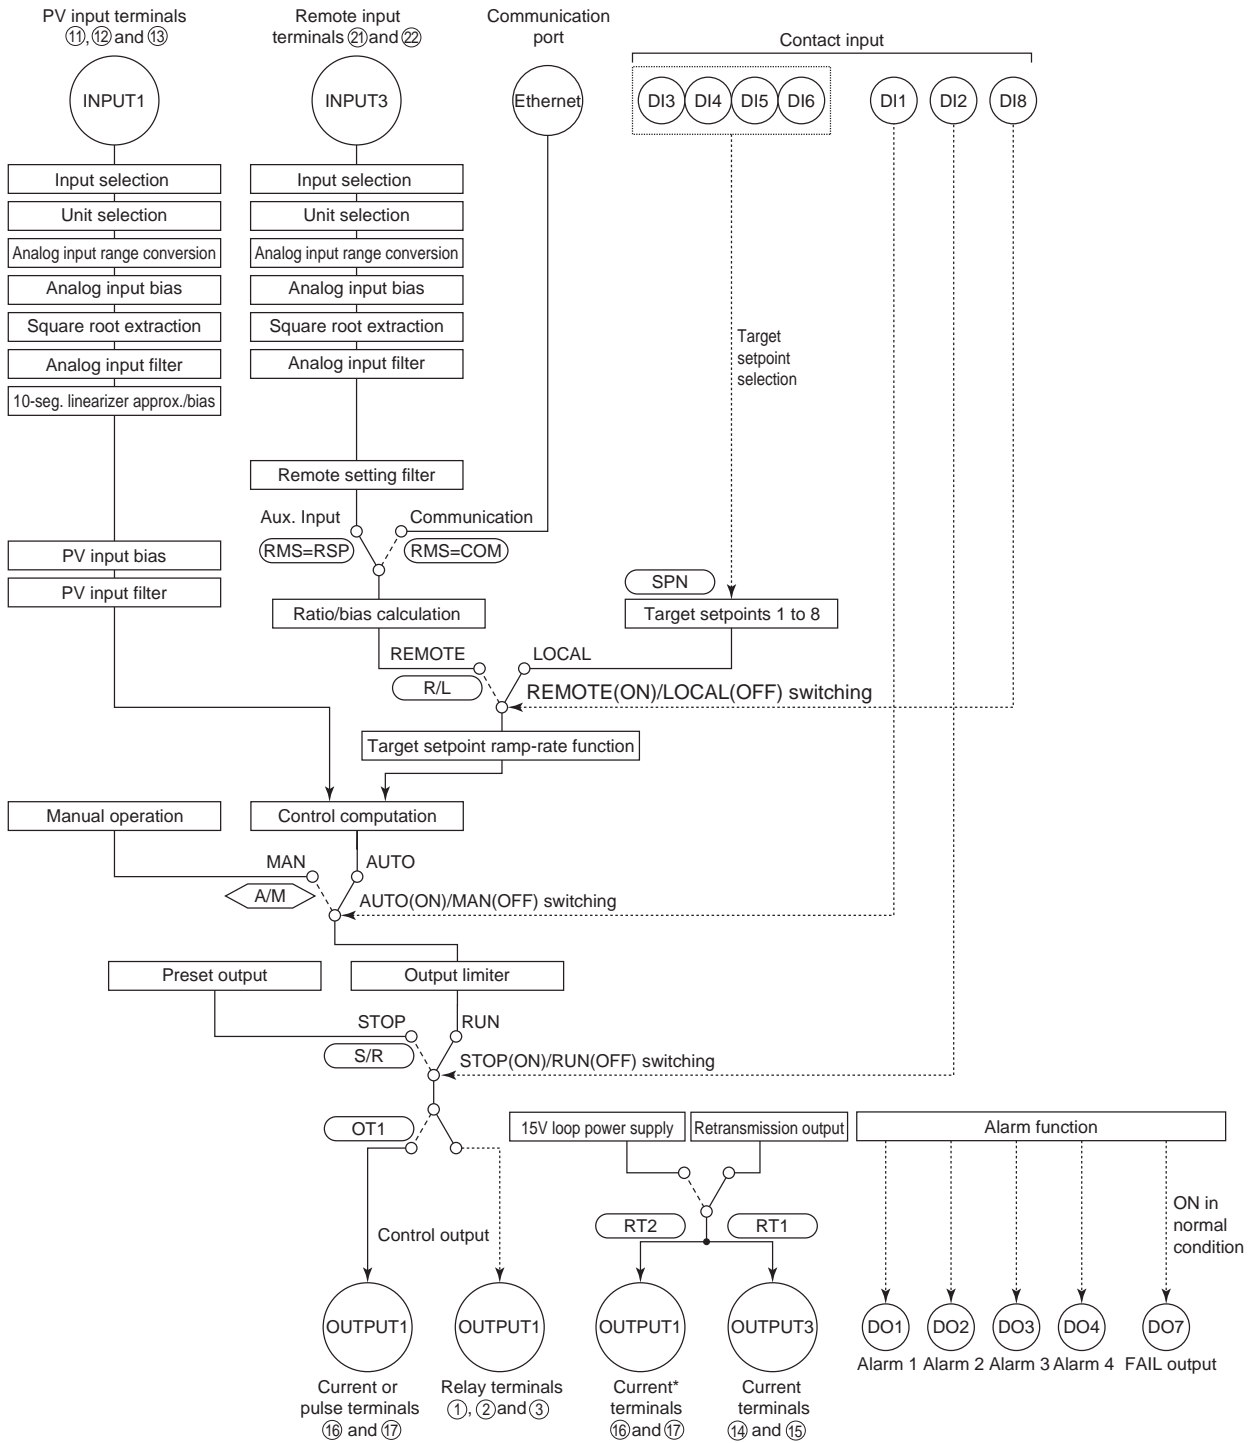 PV input terminals
⑪, ⑫ and ⑬
Remote input
terminals ㉑ and ㉒
Communication
port
Contact input
INPUT1
INPUT3
Ethernet
DI3
DI4
DI5
DI6
DI1
DI2
DI8
Input selection
Input selection
Unit selection
Unit selection
Analog input range conversion
Analog input range conversion
Analog input bias
Analog input bias
Square root extraction
Square root extraction
Analog input filter
Analog input filter
10-seg. linearizer approx./bias
Target
setpoint
selection
Remote setting filter
Aux. Input
Communication
RMS=RSP
RMS=COM
PV input bias
PV input filter
SPN
Ratio/bias calculation
Target setpoints 1 to 8
REMOTE
LOCAL
R/L
REMOTE(ON)/LOCAL(OFF) switching
Target setpoint ramp-rate function
Manual operation
Control computation
MAN
AUTO
A/M
AUTO(ON)/MAN(OFF) switching
Preset output
Output limiter
STOP
RUN
S/R
STOP(ON)/RUN(OFF) switching
OT1
15V loop power supply
Retransmission output
Alarm function
RT2
RT1
Control output
ON in
normal
condition
OUTPUT1
OUTPUT1
OUTPUT1
OUTPUT3
DO1
DO2
DO3
DO4
DO7
Alarm 1
Alarm 2
Alarm 3
Alarm 4
FAIL output
Current or
pulse terminals
⑯ and ⑰
Relay terminals
①, ② and ③
Current*
terminals
⑯ and ⑰
Current
terminals
⑭ and ⑮